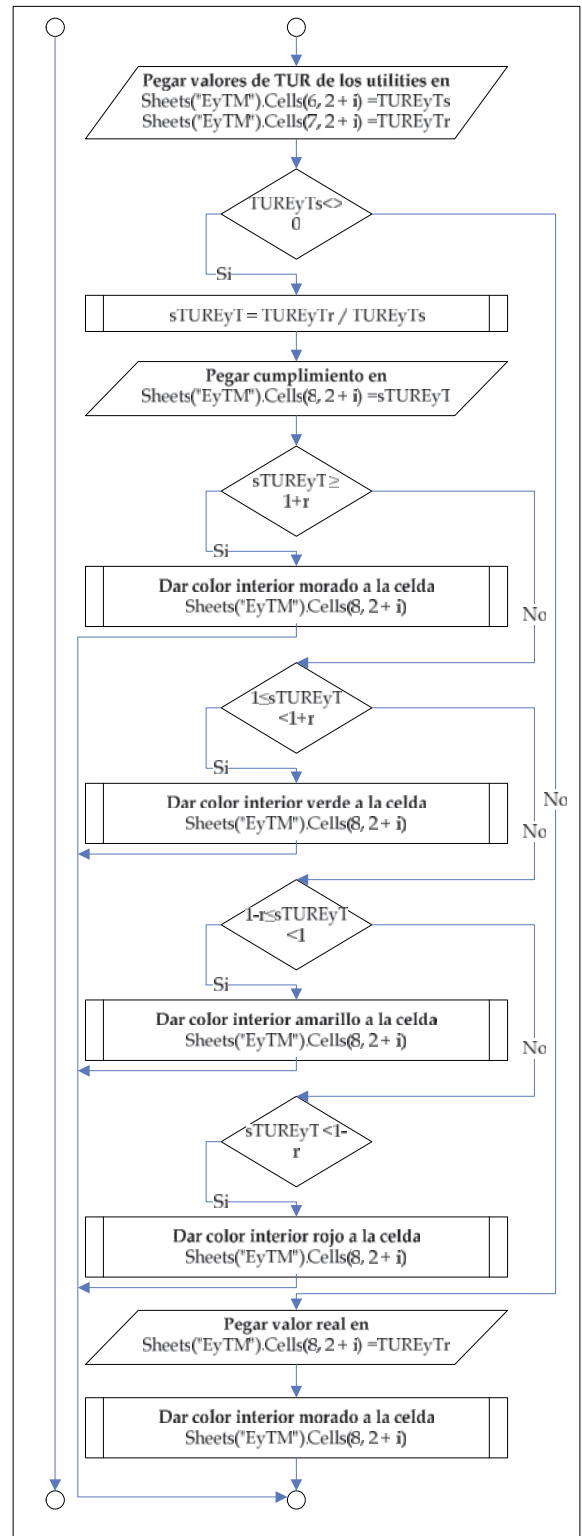 Pegar valores de TUR de los utilities en
Sheets("EyTM").Cells(6, 2 + i) =TUREyTs
Sheets("EyTM").Cells(7, 2 + i) =TUREyTr
TUREyTs<>
0
Si
sTUREyT = TUREyTr / TUREyTs
Pegar cumplimiento en
Sheets("EyTM").Cells(8, 2 + i) =sTUREyT
sTUREyT ≥
1+r
Si
Dar color interior morado a la celda
Sheets("EyTM").Cells(8, 2 + i)
No
1≤sTUREyT
<1+r
Si
No
Dar color interior verde a la celda
Sheets("EyTM").Cells(8, 2 + i)
No
1-r≤sTUREyT
<1
Si
Dar color interior amarillo a la celda
Sheets("EyTM").Cells(8, 2 + i)
No
sTUREyT <1-
r
Si
Dar color interior rojo a la celda
Sheets("EyTM").Cells(8, 2 + i)
Pegar valor real en
Sheets("EyTM").Cells(8, 2 + i) =TUREyTr
Dar color interior morado a la celda
Sheets("EyTM").Cells(8, 2 + i)